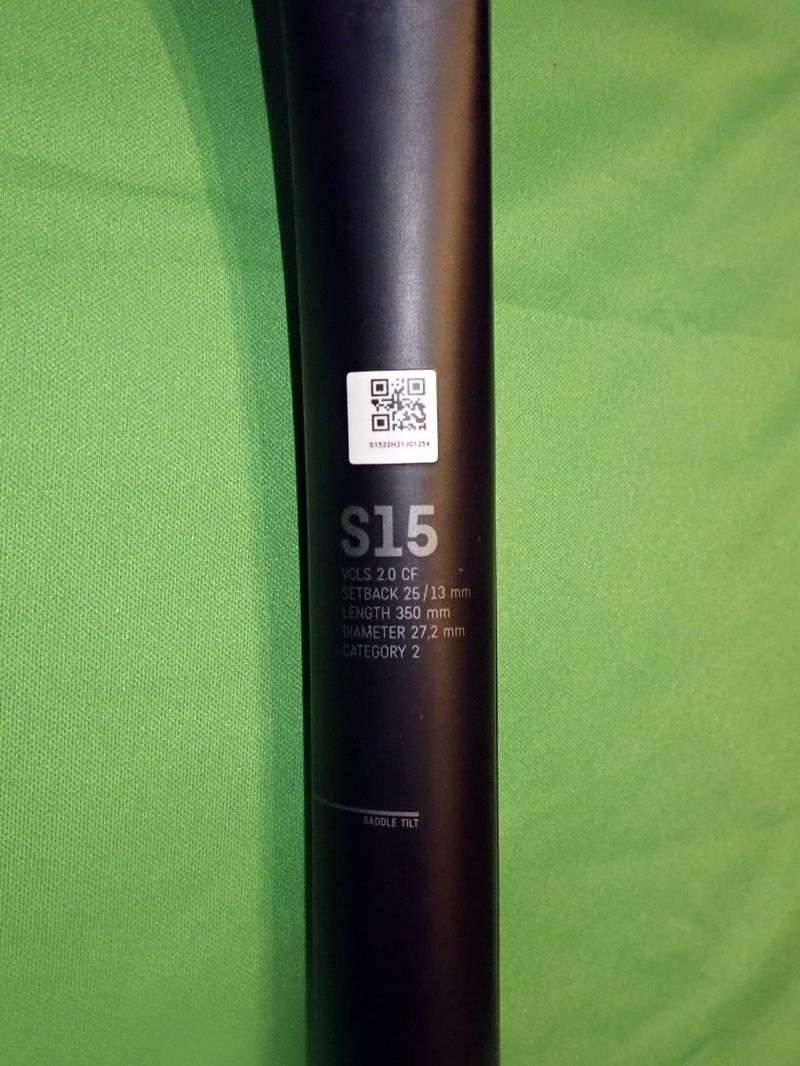 S1522H21J01254
S15
VCLS 2.0 CF
SETBACK 25/13 mm
LENGTH 350 mm
DIAMETER 27,2 mm
CATEGORY 2
SADDLE TILT